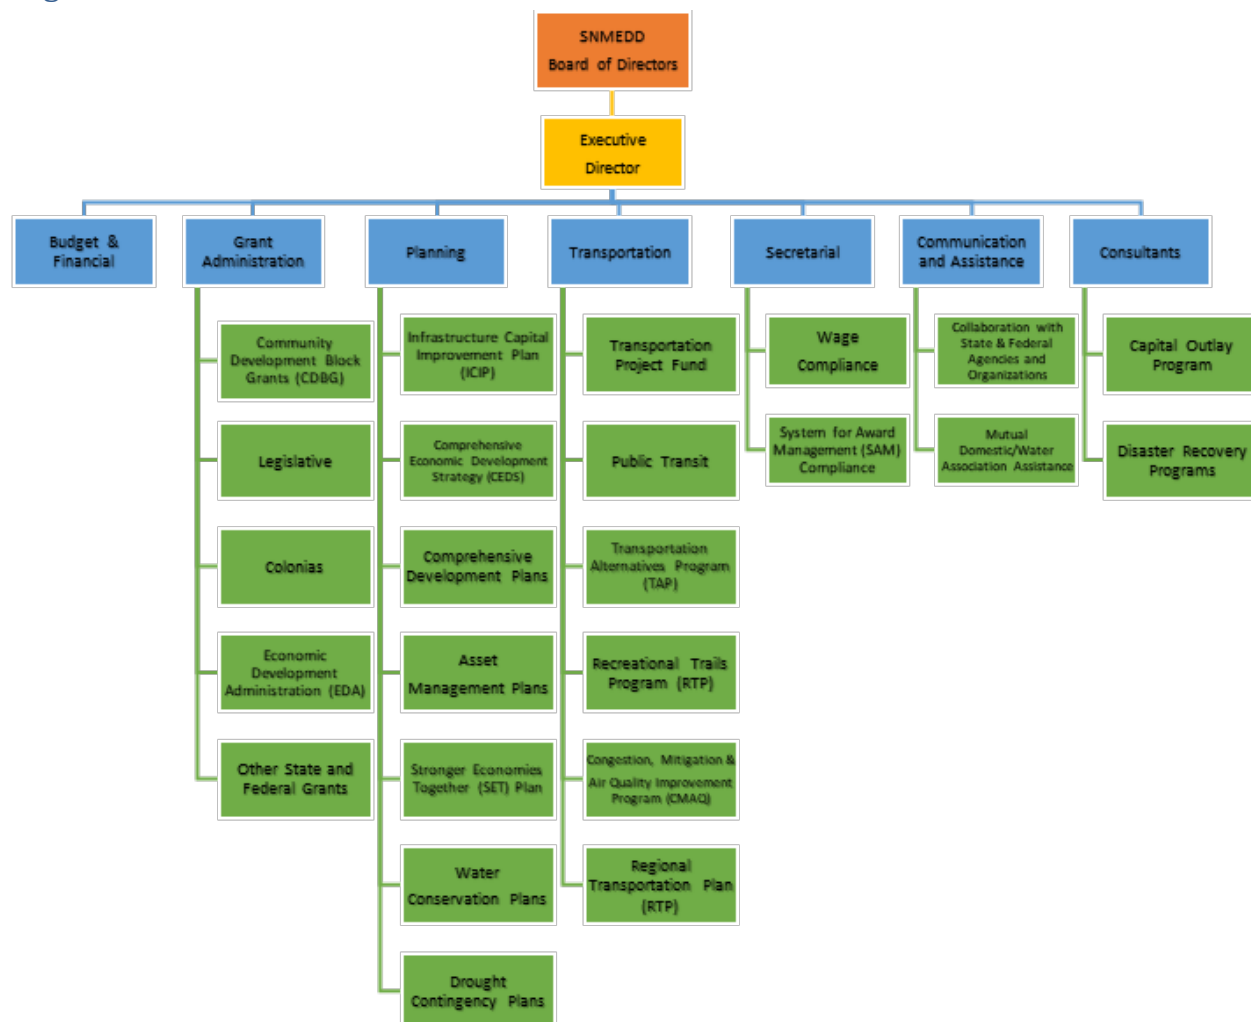 SNMEDD
Board of Directors
Executive
Director
Budget &
Financial
Grant
Administration
Planning
Transportation
Secretarial
Communication
and Assistance
Consultants
Community
Development Block
Grants (CDBG)
Legislative
Colonias
Economic
Development
Administration (EDA)
Other State and
Federal Grants
Infrastructure Capital
Improvement Plan
(ICIP)
Comprehensive
Economic Development
Strategy (CEDS)
Comprehensive
Development Plans
Asset
Management Plans
Stronger Economies
Together (SET) Plan
Water
Conservation Plans
Drought
Contingency Plans
Transportation
Project Fund
Public Transit
Transportation
Alternatives Program
(TAP)
Recreational Trails
Program (RTP)
Congestion, Mitigation &
Air Quality Improvement
Program (CMAQ)
Regional
Transportation Plan
(RTP)
Wage
Compliance
System for Award
Management (SAM)
Compliance
Collaboration with
State & Federal
Agencies and
Organizations
Mutual
Domestic/Water
Association Assistance
Capital Outlay
Program
Disaster Recovery
Programs